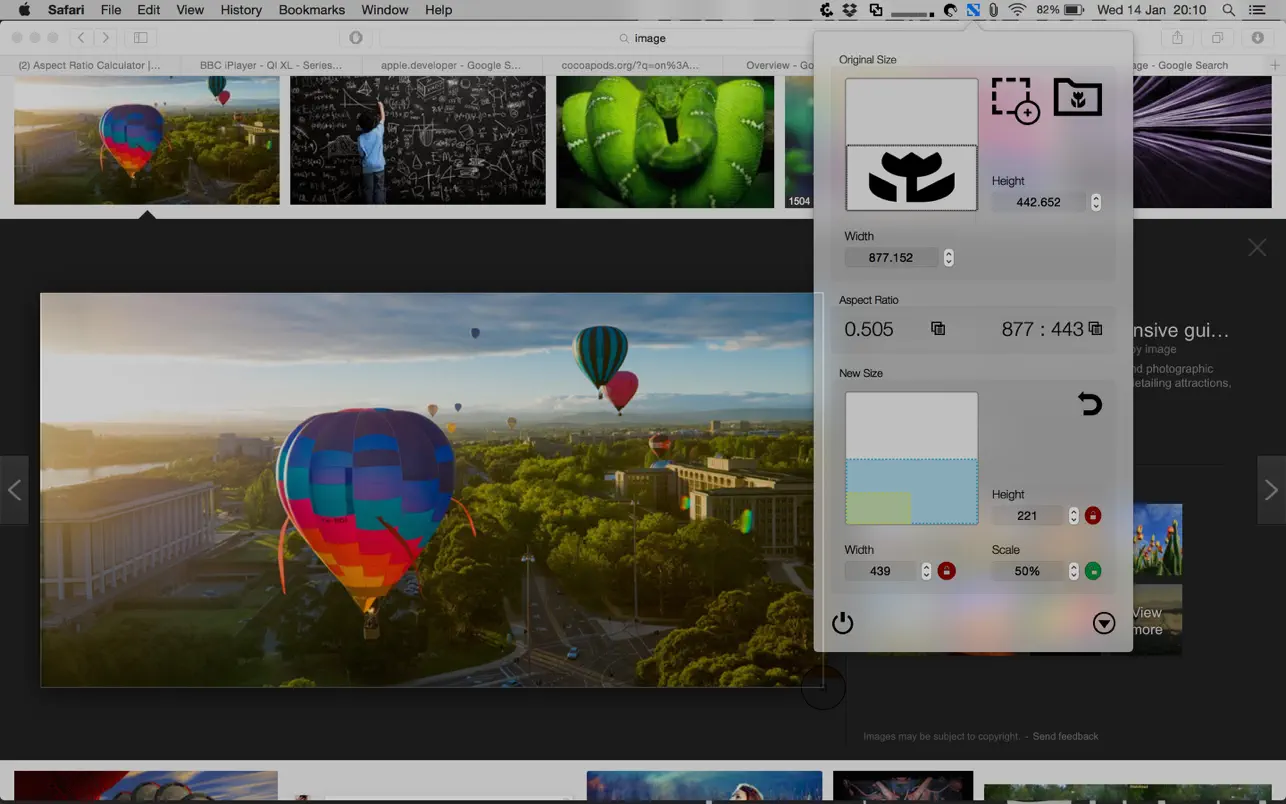 Safari File Edit View History Bookmarks Window Help 82% Wed 14 Jan 20:10
image
(2) Aspect Ratio Calculator |... BBC iPlayer - QI XL - Series... apple.developer - Google S... cocoapods.org/?q=on%3A... Overview - Go age - Google Search
1504
Original Size
Height
442.652
Width
877.152
Aspect Ratio
0.505 877 : 443
New Size
Height
221
Width Scale
439 50%
nsive gui...
by image
nd photographic
detailing attractions,
View
more
Images may be subject to copyright. - Send feedback